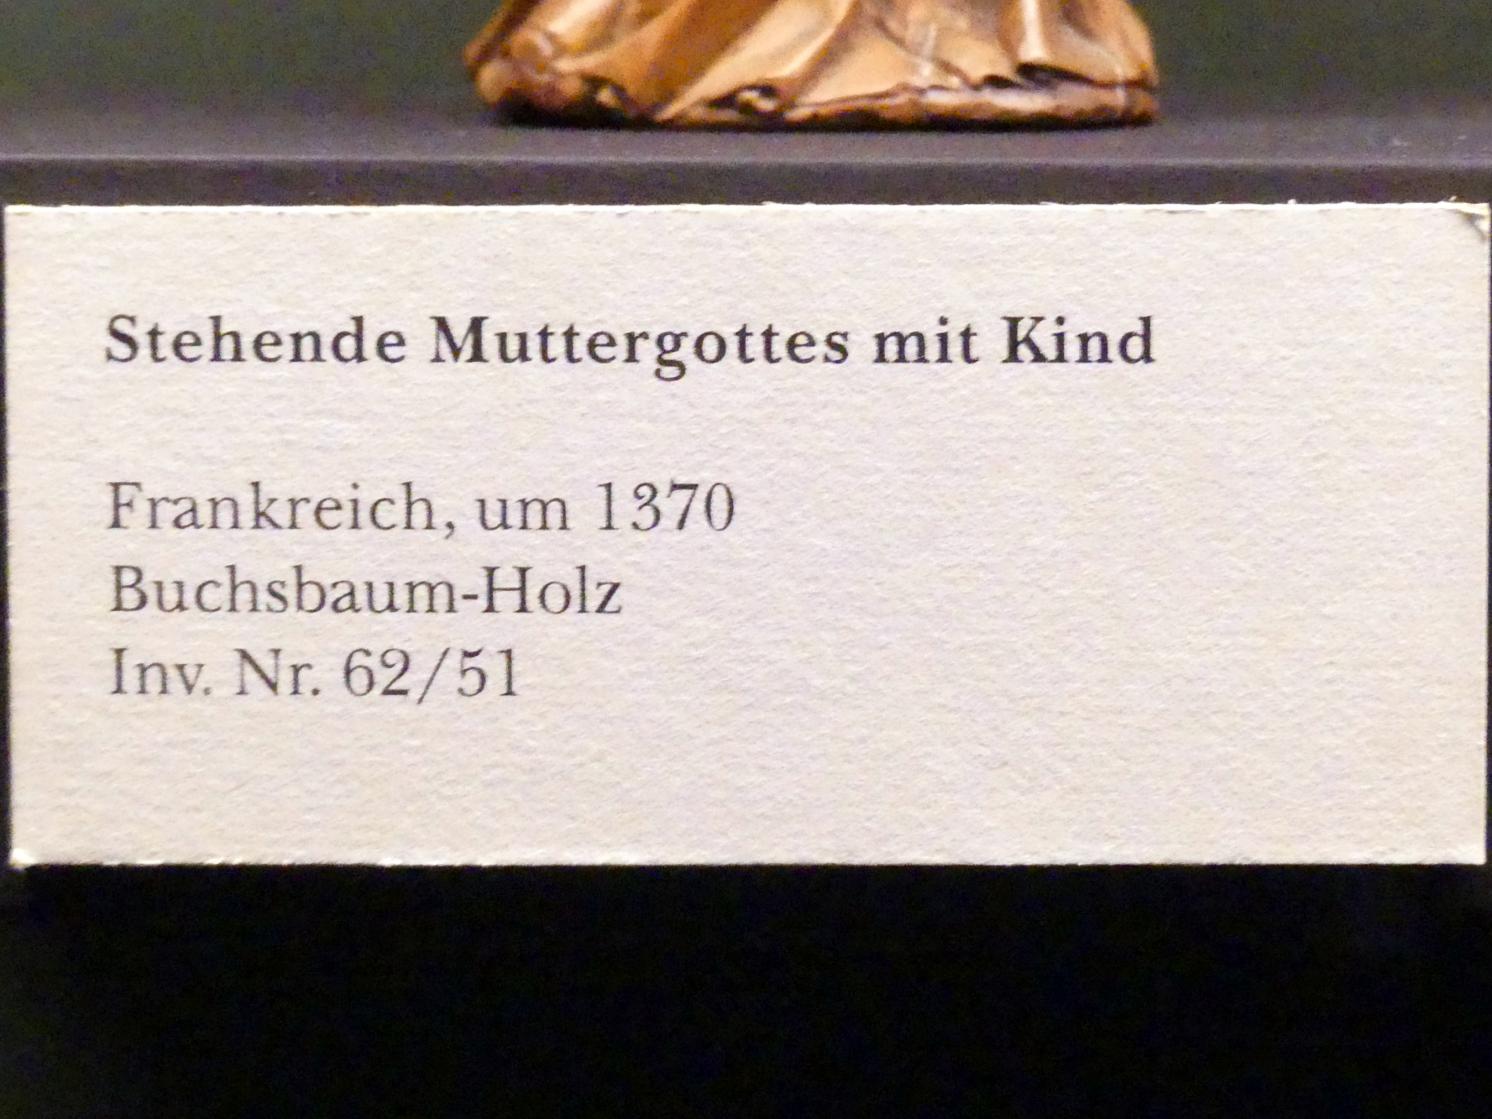 Stehende Muttergottes mit Kind
Frankreich, um 1370
Buchsbaum-Holz
Inv. Nr. 62/51